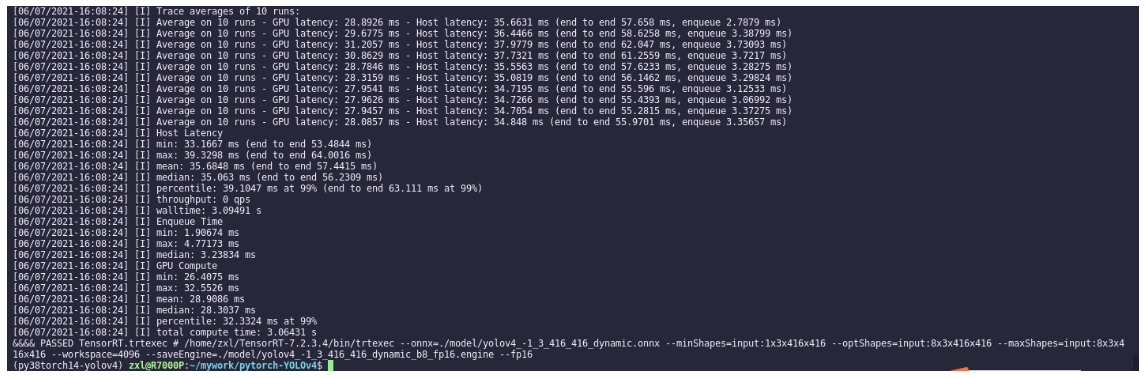 [06/07/2021-16:08:24] [I] Trace averages of 10 runs:
[06/07/2021-16:08:24] [I] Average on 10 runs - GPU latency: 28.8926 ms - Host latency: 35.6631 ms (end to end 57.658 ms, enqueue 2.7879 ms)
[06/07/2021-16:08:24] [I] Average on 10 runs - GPU latency: 29.6775 ms - Host latency: 36.4466 ms (end to end 58.6258 ms, enqueue 3.38799 ms)
[06/07/2021-16:08:24] [I] Average on 10 runs - GPU latency: 31.2057 ms - Host latency: 37.9779 ms (end to end 62.047 ms, enqueue 3.73093 ms)
[06/07/2021-16:08:24] [I] Average on 10 runs - GPU latency: 30.8629 ms - Host latency: 37.7321 ms (end to end 61.2559 ms, enqueue 3.7217 ms)
[06/07/2021-16:08:24] [I] Average on 10 runs - GPU latency: 28.7846 ms - Host latency: 35.5563 ms (end to end 57.6233 ms, enqueue 3.28275 ms)
[06/07/2021-16:08:24] [I] Average on 10 runs - GPU latency: 28.3159 ms - Host latency: 35.0819 ms (end to end 56.1462 ms, enqueue 3.29824 ms)
[06/07/2021-16:08:24] [I] Average on 10 runs - GPU latency: 27.9541 ms - Host latency: 34.7195 ms (end to end 55.596 ms, enqueue 3.12533 ms)
[06/07/2021-16:08:24] [I] Average on 10 runs - GPU latency: 27.9626 ms - Host latency: 34.7266 ms (end to end 55.4393 ms, enqueue 3.06992 ms)
[06/07/2021-16:08:24] [I] Average on 10 runs - GPU latency: 27.9457 ms - Host latency: 34.7054 ms (end to end 55.2815 ms, enqueue 3.37275 ms)
[06/07/2021-16:08:24] [I] Average on 10 runs - GPU latency: 28.0857 ms - Host latency: 34.848 ms (end to end 55.9701 ms, enqueue 3.35657 ms)
[06/07/2021-16:08:24] [I] Host Latency
[06/07/2021-16:08:24] [I] min: 33.1667 ms (end to end 53.4844 ms)
[06/07/2021-16:08:24] [I] max: 39.3298 ms (end to end 64.0016 ms)
[06/07/2021-16:08:24] [I] mean: 35.6848 ms (end to end 57.4415 ms)
[06/07/2021-16:08:24] [I] median: 35.063 ms (end to end 56.2309 ms)
[06/07/2021-16:08:24] [I] percentile: 39.1047 ms at 99% (end to end 63.111 ms at 99%)
[06/07/2021-16:08:24] [I] throughput: 0 qps
[06/07/2021-16:08:24] [I] walltime: 3.09491 s
[06/07/2021-16:08:24] [I] Enqueue Time
[06/07/2021-16:08:24] [I] min: 1.90674 ms
[06/07/2021-16:08:24] [I] max: 4.77173 ms
[06/07/2021-16:08:24] [I] median: 3.23834 ms
[06/07/2021-16:08:24] [I] GPU Compute
[06/07/2021-16:08:24] [I] min: 26.4075 ms
[06/07/2021-16:08:24] [I] max: 32.5526 ms
[06/07/2021-16:08:24] [I] mean: 28.9086 ms
[06/07/2021-16:08:24] [I] median: 28.3037 ms
[06/07/2021-16:08:24] [I] percentile: 32.3324 ms at 99%
[06/07/2021-16:08:24] [I] total compute time: 3.06431 s
&&&& PASSED TensorRT.trtexec # /home/zxl/TensorRT-7.2.3.4/bin/trtexec --onnx=./model/yolov4_-1_3_416_416_dynamic.onnx --minShapes=input:1x3x416x416 --optShapes=input:8x3x416x416 --maxShapes=input:8x3x4
16x416 --workspace=4096 --saveEngine=./model/yolov4_-1_3_416_416_dynamic_b8_fp16.engine --fp16
(py38torch14-yolov4) zxl@R7000P:~/mywork/pytorch-YOLOv4$